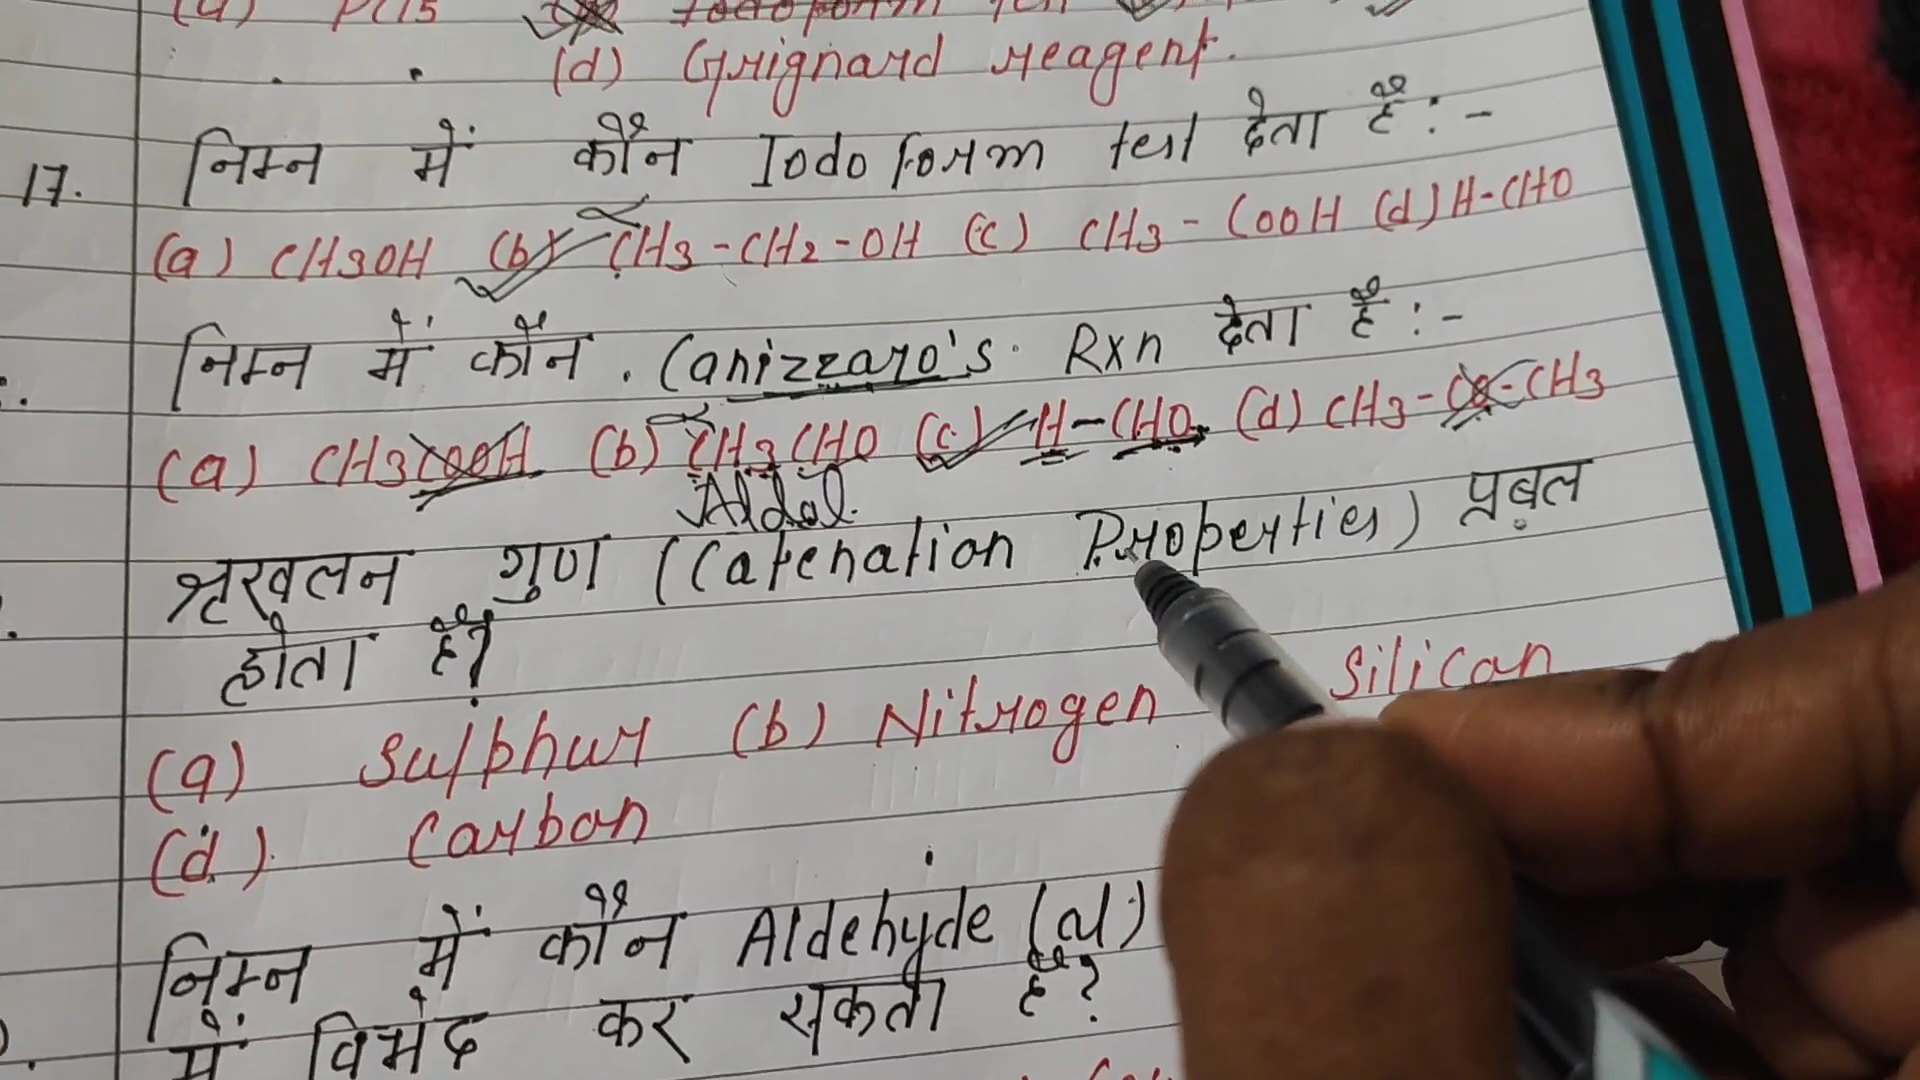 (d) Grignard reagent.
17. निम्न में कौन Iodoform test देता है :-
(a) CH3OH (b) CH3-CH2-OH (c) CH3-COOH (d) H-CHO
निम्न में कौन. Canizzaro's. Rxn देता है :-
(a) CH3COOH (b) CH3CHO (c) H-CHO (d) CH3-CO-CH3
Aldol.
श्रृखलन गुण (Catenation Properties) प्रबल
होता है?
(a) Sulphur (b) Nitrogen Silican
(d) Carbon
निम्न में कौन Aldehyde (al)
में विभेद कर सकता है?